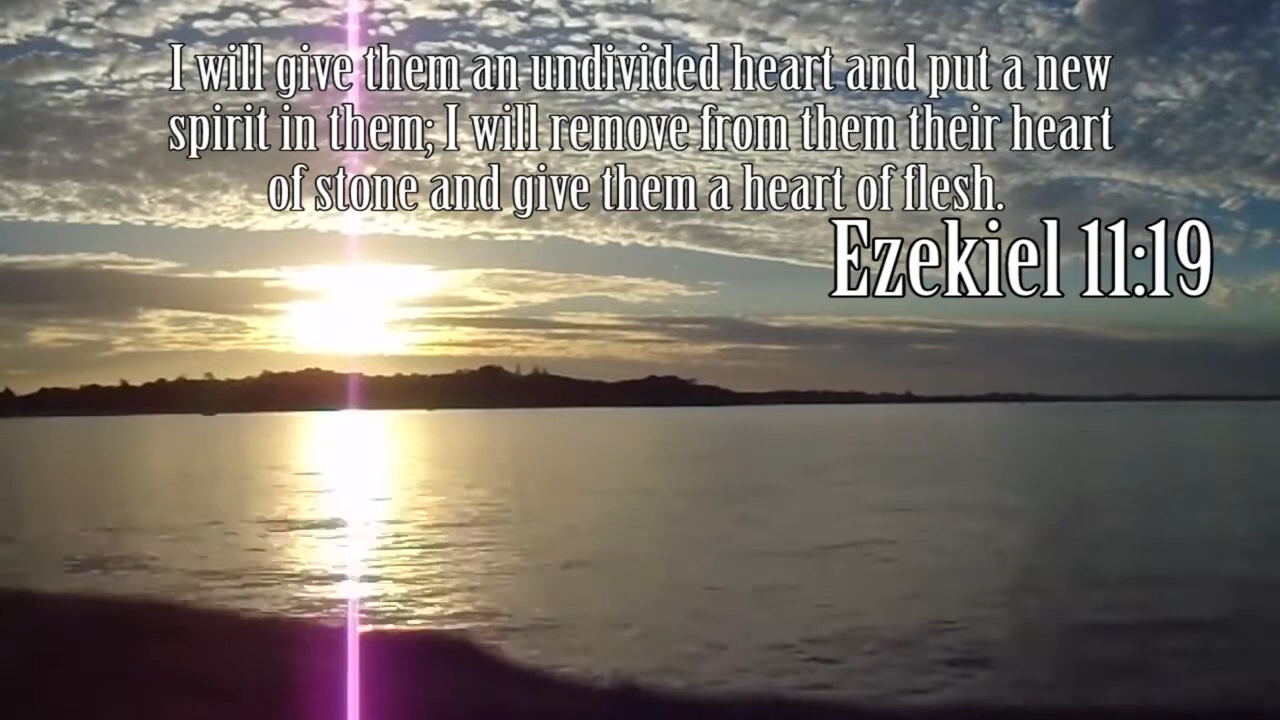 I will give them an undivided heart and put a new
spirit in them; I will remove from them their heart
of stone and give them a heart of flesh.
Ezekiel 11:19